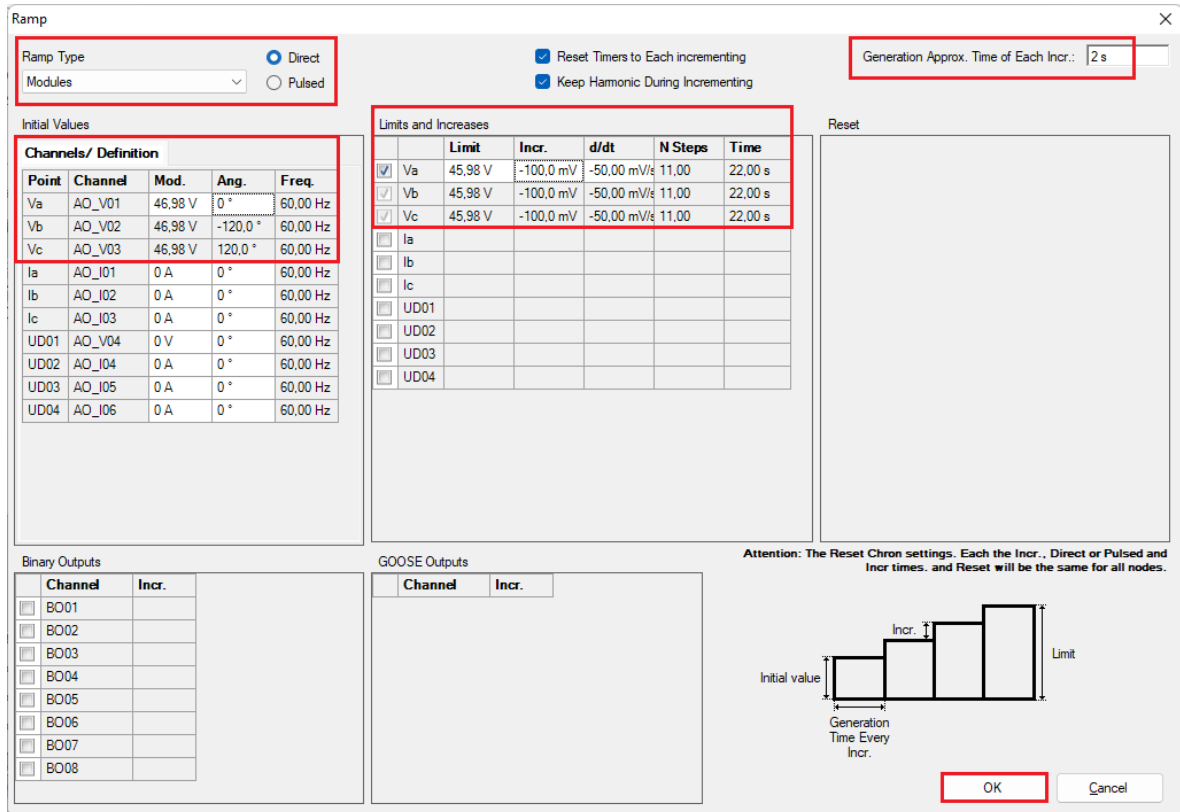 Ramp
Ramp Type
Direct
Modules
Pulsed
Reset Timers to Each incrementing
Keep Harmonic During Incrementing
Generation Approx. Time of Each Incr.: 2 s
Initial Values
Channels/ Definition
Point Channel Mod. Ang. Freq.
Va AO_V01 46,98 V 0 ° 60,00 Hz
Vb AO_V02 46,98 V -120,0 ° 60,00 Hz
Vc AO_V03 46,98 V 120,0 ° 60,00 Hz
Ia AO_I01 0 A 0 ° 60,00 Hz
Ib AO_I02 0 A 0 ° 60,00 Hz
Ic AO_I03 0 A 0 ° 60,00 Hz
UD01 AO_V04 0 V 0 ° 60,00 Hz
UD02 AO_I04 0 A 0 ° 60,00 Hz
UD03 AO_I05 0 A 0 ° 60,00 Hz
UD04 AO_I06 0 A 0 ° 60,00 Hz
Limits and Increases
Limit Incr. d/dt N Steps Time
Va 45,98 V -100,0 mV -50,00 mV/s 11,00 22,00 s
Vb 45,98 V -100,0 mV -50,00 mV/s 11,00 22,00 s
Vc 45,98 V -100,0 mV -50,00 mV/s 11,00 22,00 s
Ia
Ib
Ic
UD01
UD02
UD03
UD04
Reset
Binary Outputs
Channel Incr.
BO01
BO02
BO03
BO04
BO05
BO06
BO07
BO08
GOOSE Outputs
Channel Incr.
Attention: The Reset Chron settings. Each the Incr., Direct or Pulsed and
Incr times. and Reset will be the same for all nodes.
Incr.
Limit
Initial value
Generation
Time Every
Incr.
OK
Cancel